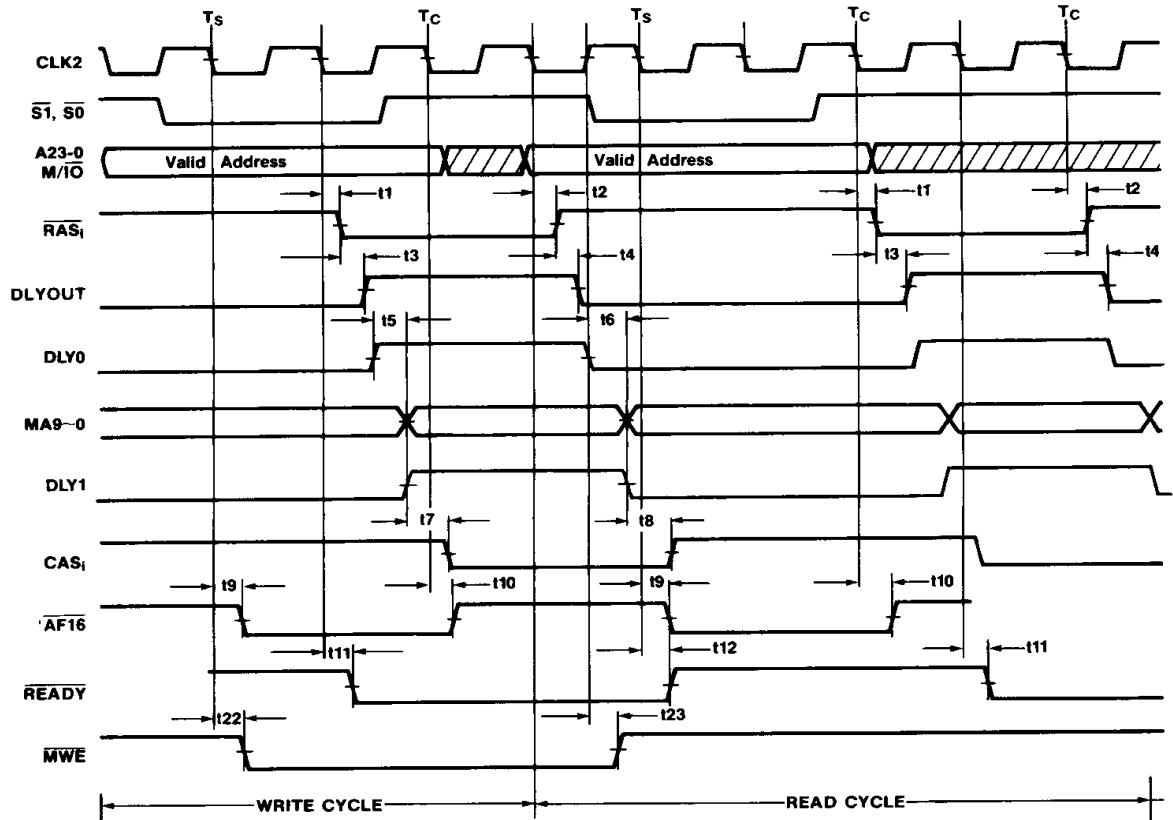 TS TC TS TC TC
CLK2
S1, S0
A23-0
M/IO
Valid Address Valid Address
t1 t2 t1 t2
RASi
t3 t4 t3 t4
DLYOUT
t5 t6
DLY0
MA9~0
DLY1
t7 t8
CASi
t9 t10 t9 t10
AF16
t11 t12 t11
READY
t22 t23
MWE
WRITE CYCLE READ CYCLE